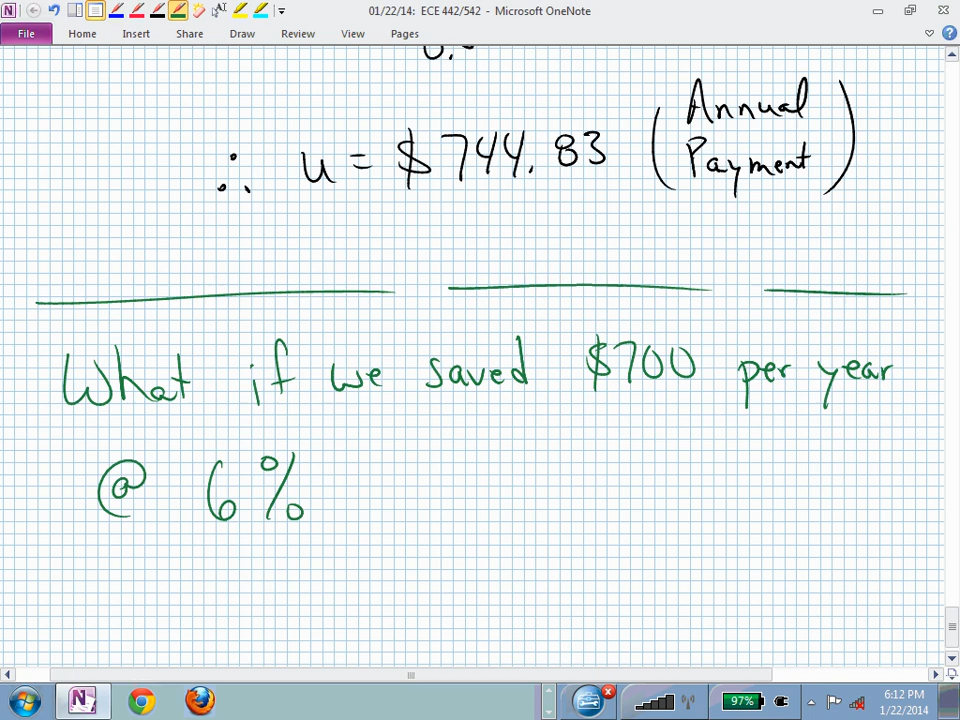 01/22/14: ECE 442/542 - Microsoft OneNote
File Home Insert Share Draw Review View Pages
∴ u = $744.83 (Annual
Payment)
What if we saved $700 per year
@ 6%
97%
6:12 PM
1/22/2014